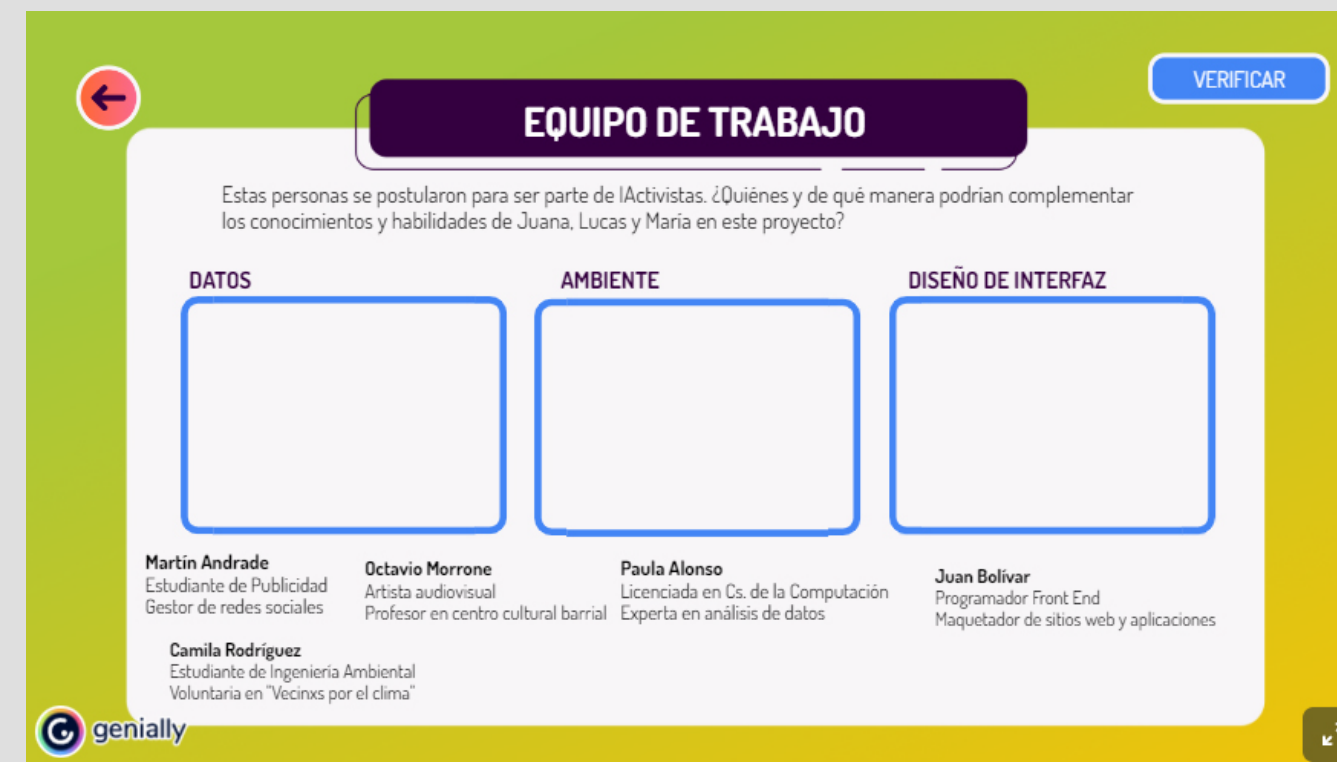 VERIFICAR
EQUIPO DE TRABAJO
Estas personas se postularon para ser parte de IActivistas. ¿Quiénes y de qué manera podrían complementar
los conocimientos y habilidades de Juana, Lucas y María en este proyecto?
DATOS
AMBIENTE
DISEÑO DE INTERFAZ
Martín Andrade
Estudiante de Publicidad
Gestor de redes sociales
Octavio Morrone
Artista audiovisual
Profesor en centro cultural barrial
Paula Alonso
Licenciada en Cs. de la Computación
Experta en análisis de datos
Juan Bolívar
Programador Front End
Maquetador de sitios web y aplicaciones
Camila Rodríguez
Estudiante de Ingeniería Ambiental
Voluntaria en "Vecinxs por el clima"
genially